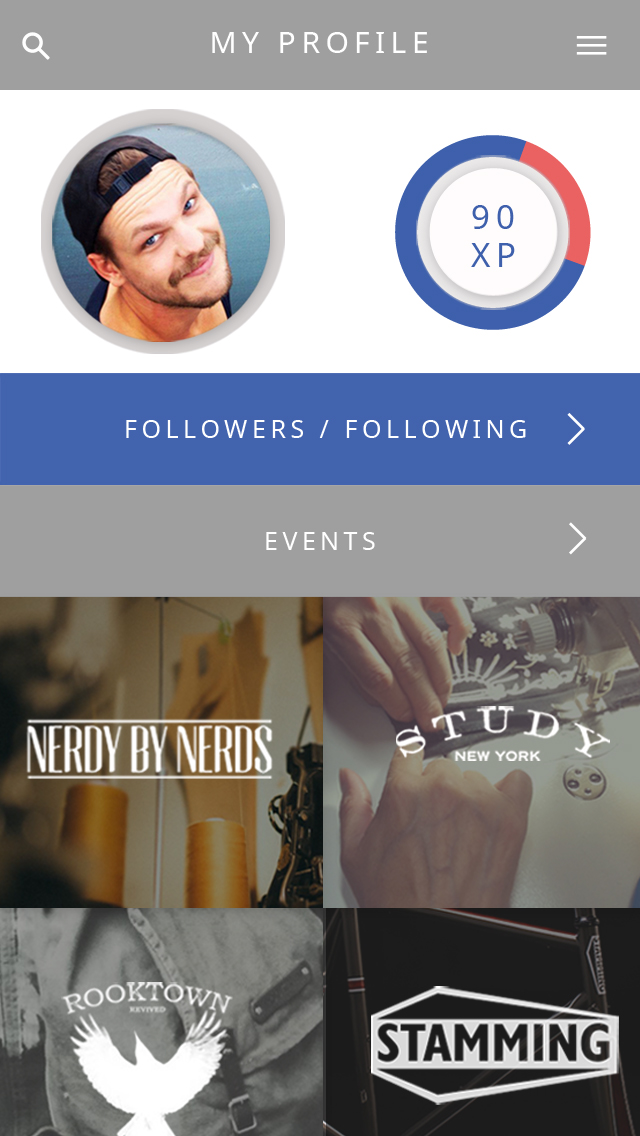 MY PROFILE
90
XP
FOLLOWERS / FOLLOWING
EVENTS
NERDY BY NERDS
STUDY
NEW YORK
ROOKTOWN
REVIVED
STAMMING